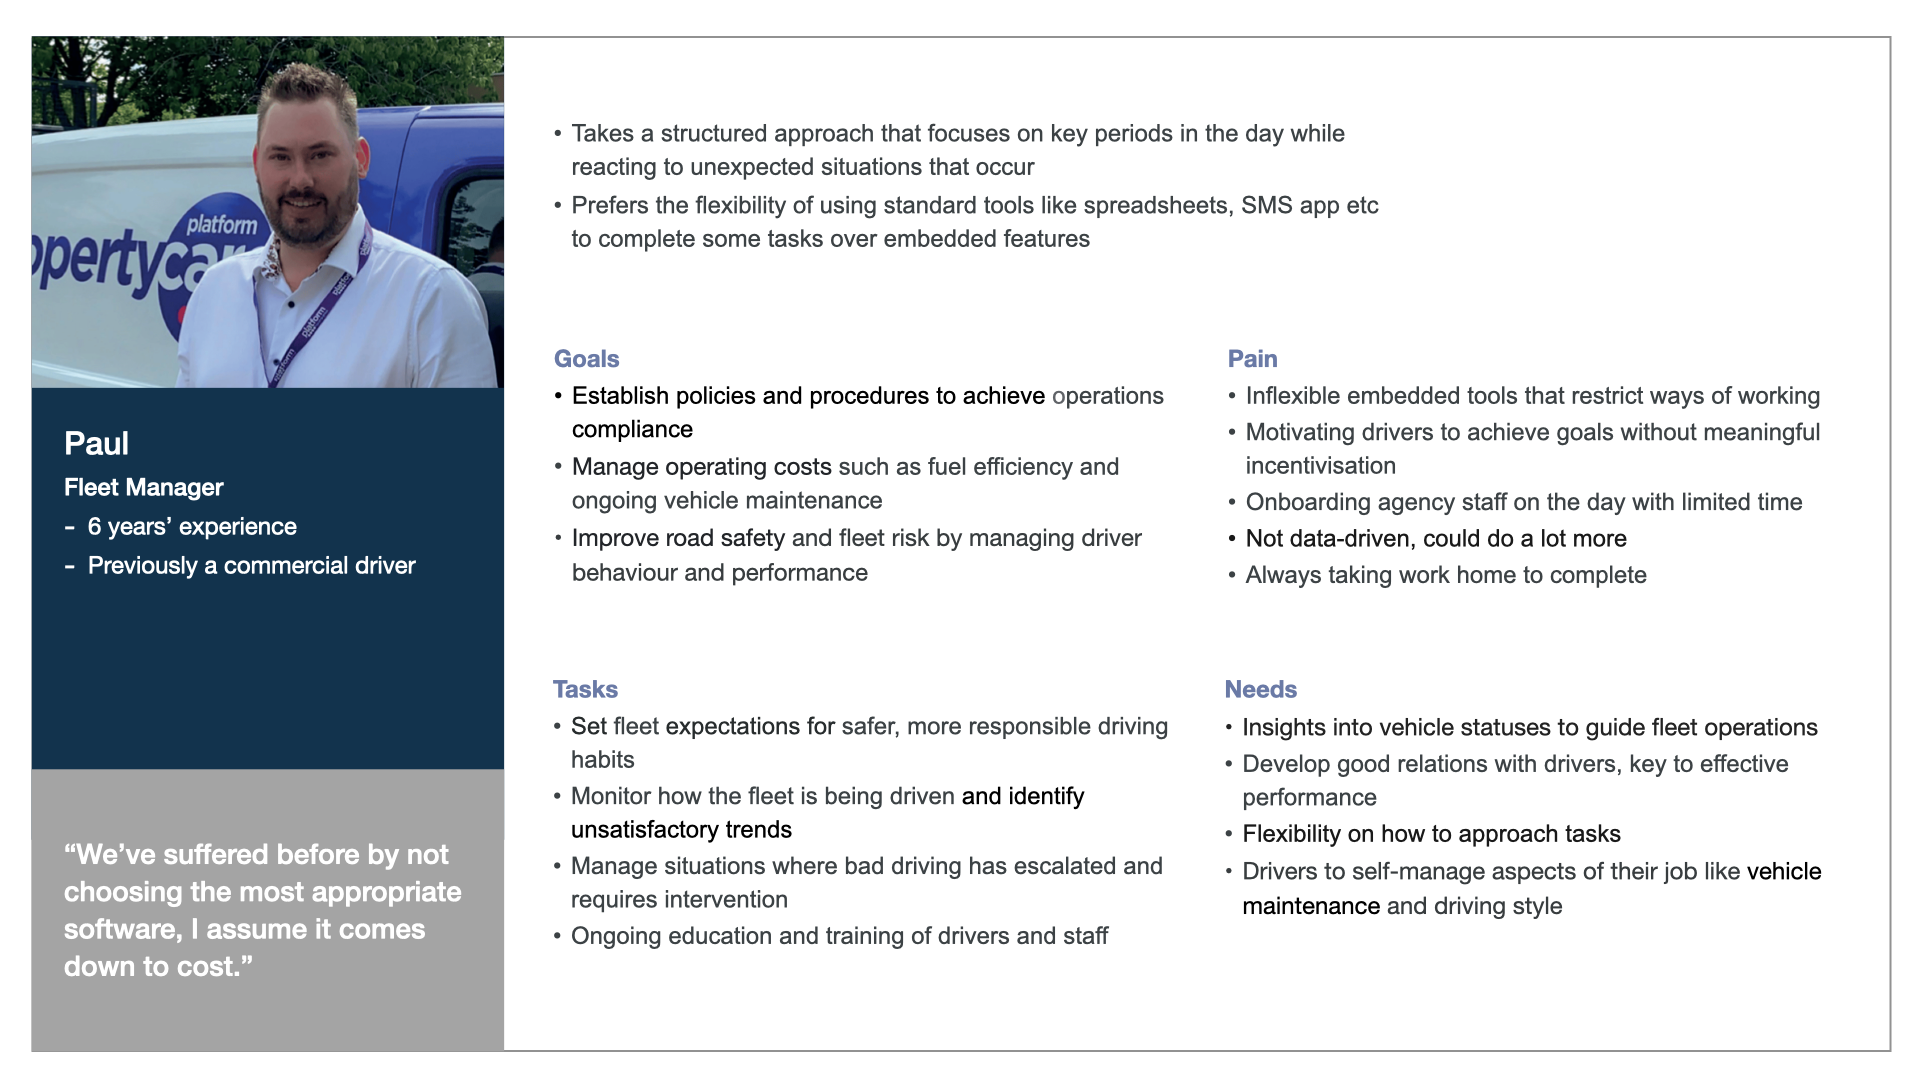 platform
opertycar
platform
platform
Paul
Fleet Manager
- 6 years’ experience
- Previously a commercial driver
“We’ve suffered before by not
choosing the most appropriate
software, I assume it comes
down to cost.”
• Takes a structured approach that focuses on key periods in the day while
reacting to unexpected situations that occur
• Prefers the flexibility of using standard tools like spreadsheets, SMS app etc
to complete some tasks over embedded features
Goals
• Establish policies and procedures to achieve operations
compliance
• Manage operating costs such as fuel efficiency and
ongoing vehicle maintenance
• Improve road safety and fleet risk by managing driver
behaviour and performance
Pain
• Inflexible embedded tools that restrict ways of working
• Motivating drivers to achieve goals without meaningful
incentivisation
• Onboarding agency staff on the day with limited time
• Not data-driven, could do a lot more
• Always taking work home to complete
Tasks
• Set fleet expectations for safer, more responsible driving
habits
• Monitor how the fleet is being driven and identify
unsatisfactory trends
• Manage situations where bad driving has escalated and
requires intervention
• Ongoing education and training of drivers and staff
Needs
• Insights into vehicle statuses to guide fleet operations
• Develop good relations with drivers, key to effective
performance
• Flexibility on how to approach tasks
• Drivers to self-manage aspects of their job like vehicle
maintenance and driving style